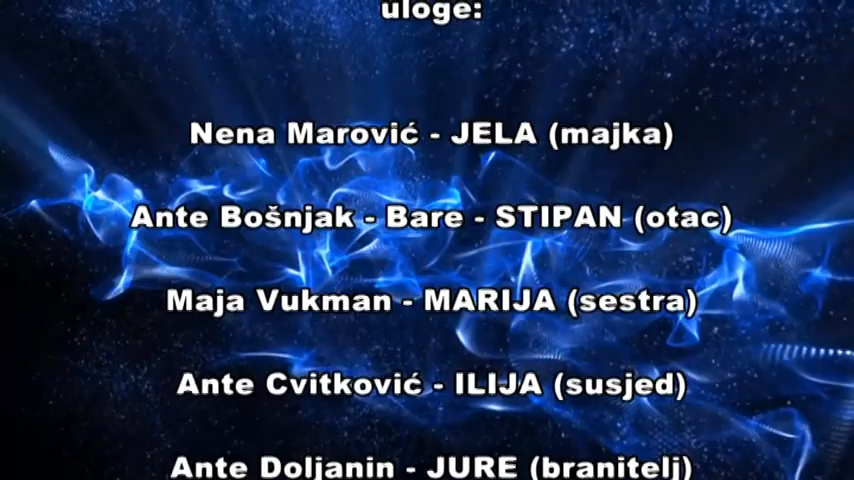 uloge:
Nena Marović - JELA (majka)
Ante Bošnjak - Bare - STIPAN (otac)
Maja Vukman - MARIJA (sestra)
Ante Cvitković - ILIJA (susjed)
Ante Doljanin - JURE (branitelj)